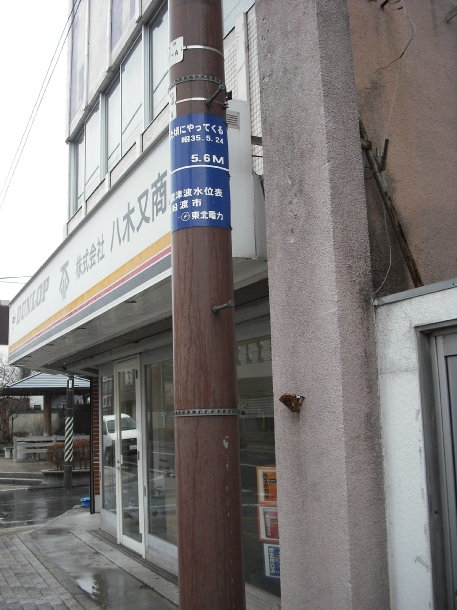 頃にやってくる
昭35.5.24
5.6M
津波水位表
渡市
東北電力
DUNLOP
株式会社 八木又商